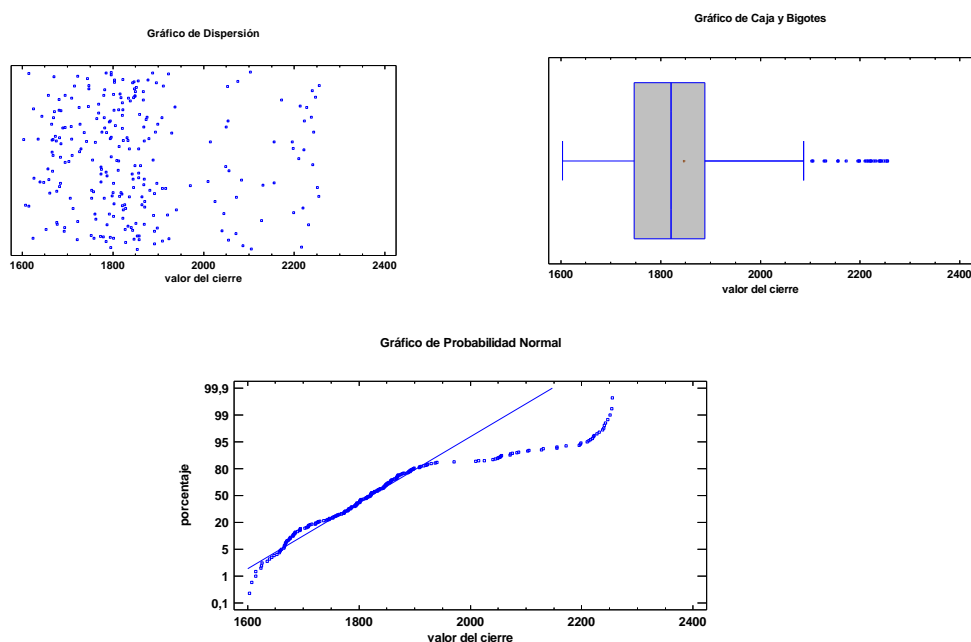 Gráfico de Dispersión
1600 1800 2000 2200 2400
valor del cierre
Gráfico de Caja y Bigotes
1600 1800 2000 2200 2400
valor del cierre
Gráfico de Probabilidad Normal
porcentaje
99,9
99
95
80
50
20
5
1
0,1
1600 1800 2000 2200 2400
valor del cierre